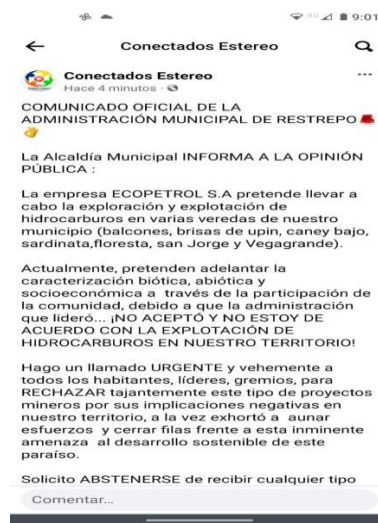 9:01
Conectados Estereo
Conectados Estereo
Hace 4 minutos ·
COMUNICADO OFICIAL DE LA
ADMINISTRACIÓN MUNICIPAL DE RESTREPO
La Alcaldía Municipal INFORMA A LA OPINIÓN
PÚBLICA :
La empresa ECOPETROL S.A pretende llevar a
cabo la exploración y explotación de
hidrocarburos en varias veredas de nuestro
municipio (balcones, brisas de upin, caney bajo,
sardinata,floresta, san Jorge y Vegagrande).
Actualmente, pretenden adelantar la
caracterización biótica, abiótica y
socioeconómica a través de la participación de
la comunidad, debido a que la administración
que lideró... ¡NO ACEPTÓ Y NO ESTOY DE
ACUERDO CON LA EXPLOTACIÓN DE
HIDROCARBUROS EN NUESTRO TERRITORIO!
Hago un llamado URGENTE y vehemente a
todos los habitantes, líderes, gremios, para
RECHAZAR tajantemente este tipo de proyectos
mineros por sus implicaciones negativas en
nuestro territorio, a la vez exhortó a aunar
esfuerzos y cerrar filas frente a esta inminente
amenaza al desarrollo sostenible de este
paraíso.
Solicito ABSTENERSE de recibir cualquier tipo
Comentar...